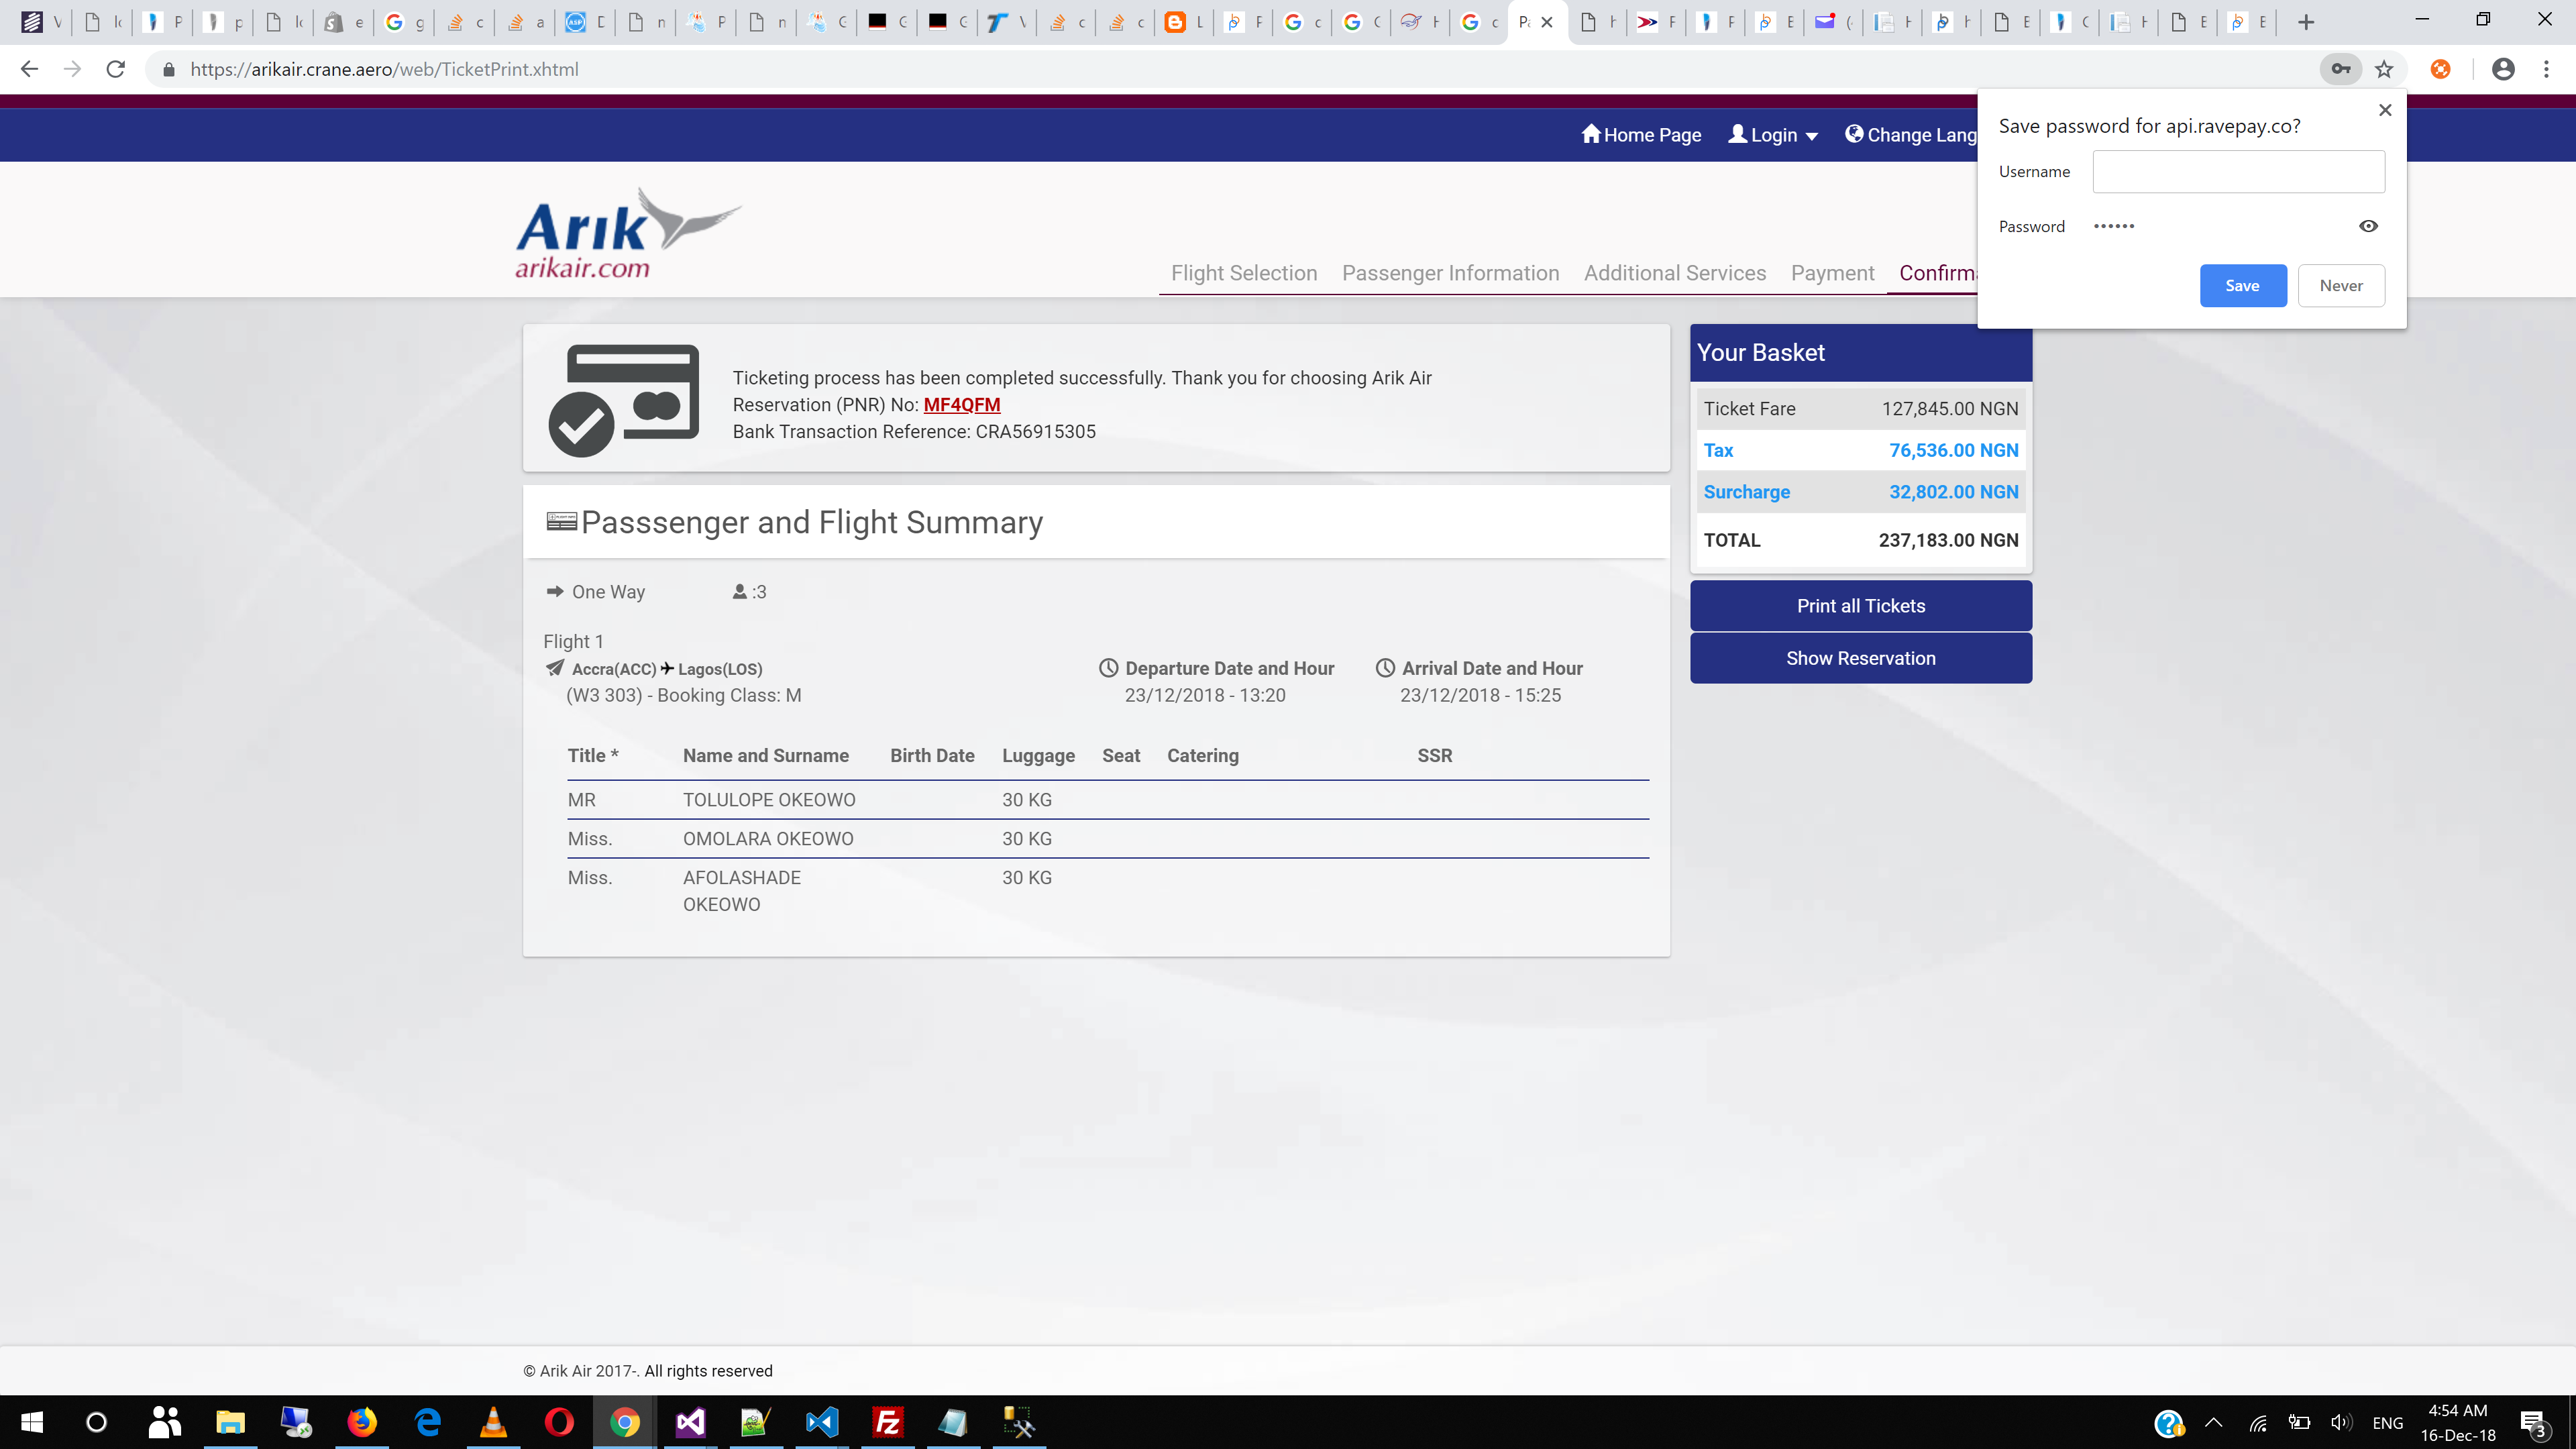 https://arikair.crane.aero/web/TicketPrint.xhtml
Home Page Login Change Lang
Save password for api.ravepay.co?
Username
Password ••••••
Save Never
Arık
arikair.com
Flight Selection Passenger Information Additional Services Payment Confirma
Ticketing process has been completed successfully. Thank you for choosing Arik Air
Reservation (PNR) No: MF4QFM
Bank Transaction Reference: CRA56915305
Your Basket
Ticket Fare 127,845.00 NGN
Tax 76,536.00 NGN
Surcharge 32,802.00 NGN
TOTAL 237,183.00 NGN
Print all Tickets
Show Reservation
Passsenger and Flight Summary
One Way :3
Flight 1
Accra(ACC) Lagos(LOS) Departure Date and Hour Arrival Date and Hour
(W3 303) - Booking Class: M 23/12/2018 - 13:20 23/12/2018 - 15:25
Title * Name and Surname Birth Date Luggage Seat Catering SSR
MR TOLULOPE OKEOWO 30 KG
Miss. OMOLARA OKEOWO 30 KG
Miss. AFOLASHADE 30 KG
OKEOWO
© Arik Air 2017-. All rights reserved
ENG
4:54 AM
16-Dec-18
3